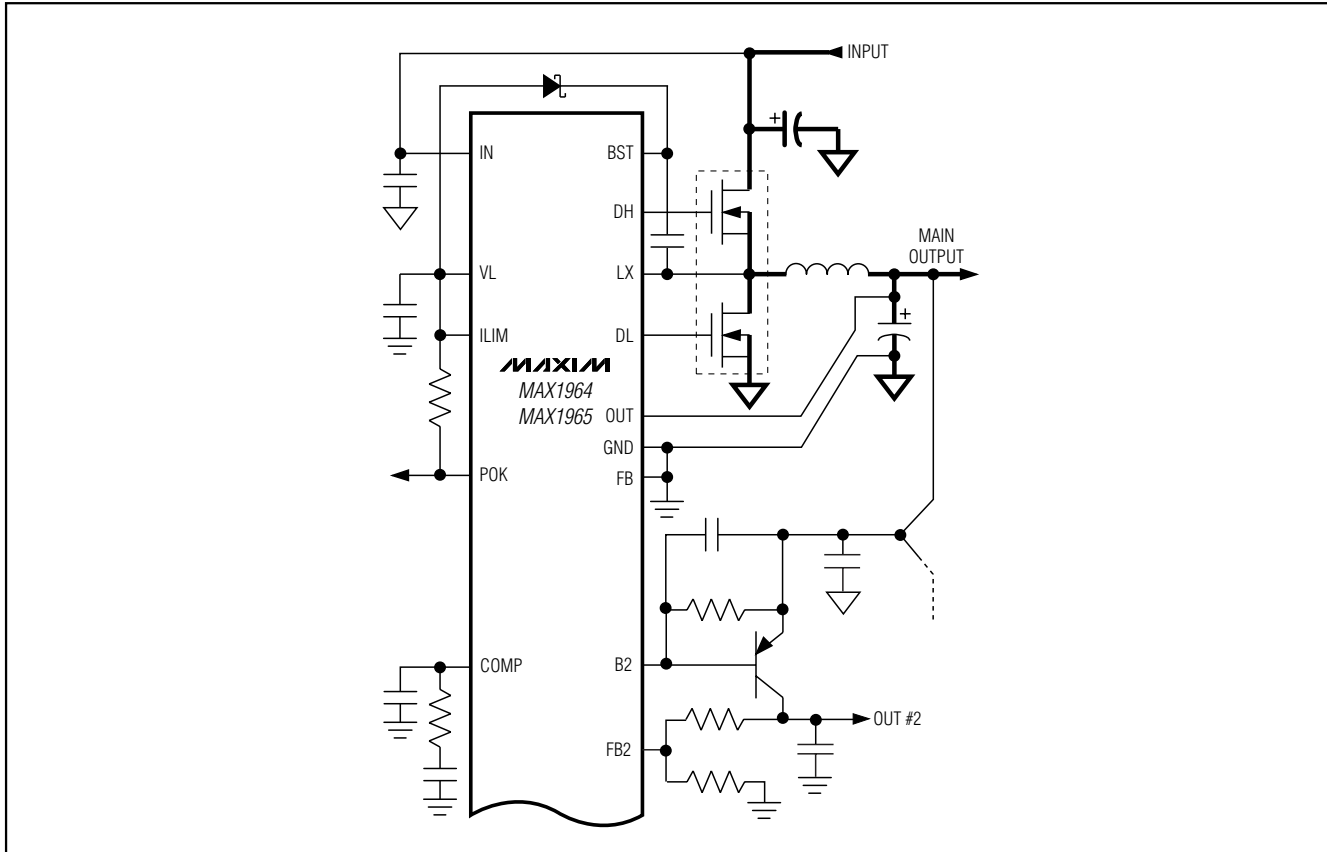 INPUT
IN
BST
DH
MAIN
OUTPUT
VL
LX
+
+
ILIM
DL
MAXIM
MAX1964
MAX1965
OUT
GND
POK
FB
COMP
B2
OUT #2
FB2